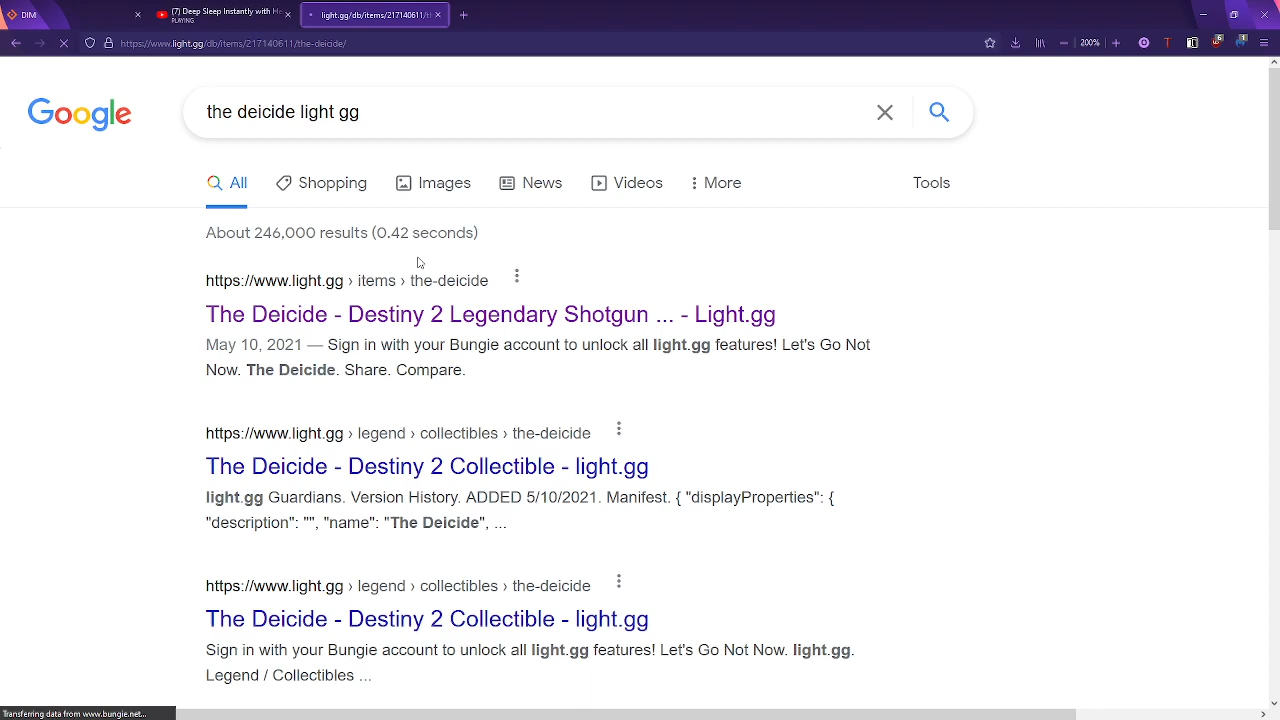 DIM
(7) Deep Sleep Instantly with Me
PLAYING
light.gg/db/items/217140611/th
https://www.light.gg/db/items/217140611/the-deicide/
200%
Google
the deicide light gg
All
Shopping
Images
News
Videos
More
Tools
About 246,000 results (0.42 seconds)
https://www.light.gg › items › the-deicide
The Deicide - Destiny 2 Legendary Shotgun ... - Light.gg
May 10, 2021 — Sign in with your Bungie account to unlock all light.gg features! Let's Go Not
Now. The Deicide. Share. Compare.
https://www.light.gg › legend › collectibles › the-deicide
The Deicide - Destiny 2 Collectible - light.gg
light.gg Guardians. Version History. ADDED 5/10/2021. Manifest. { "displayProperties": {
"description": "", "name": "The Deicide", ...
https://www.light.gg › legend › collectibles › the-deicide
The Deicide - Destiny 2 Collectible - light.gg
Sign in with your Bungie account to unlock all light.gg features! Let's Go Not Now. light.gg.
Legend / Collectibles ...
Transferring data from www.bungie.net...